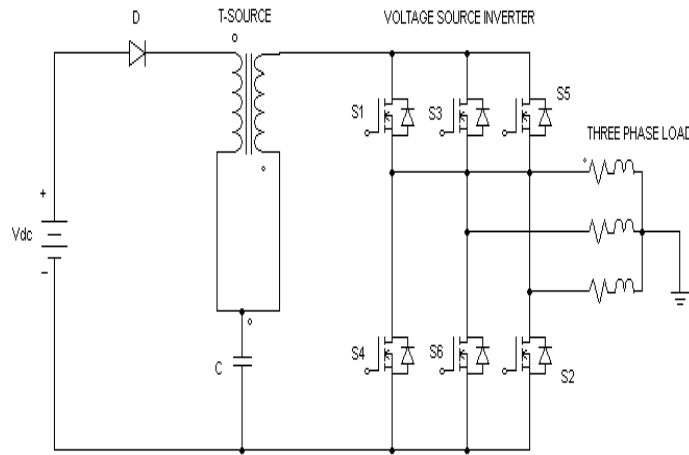 D
T-SOURCE
VOLTAGE SOURCE INVERTER
S1
S3
S5
THREE PHASE LOAD
+
Vdc
−
C
S4
S6
S2